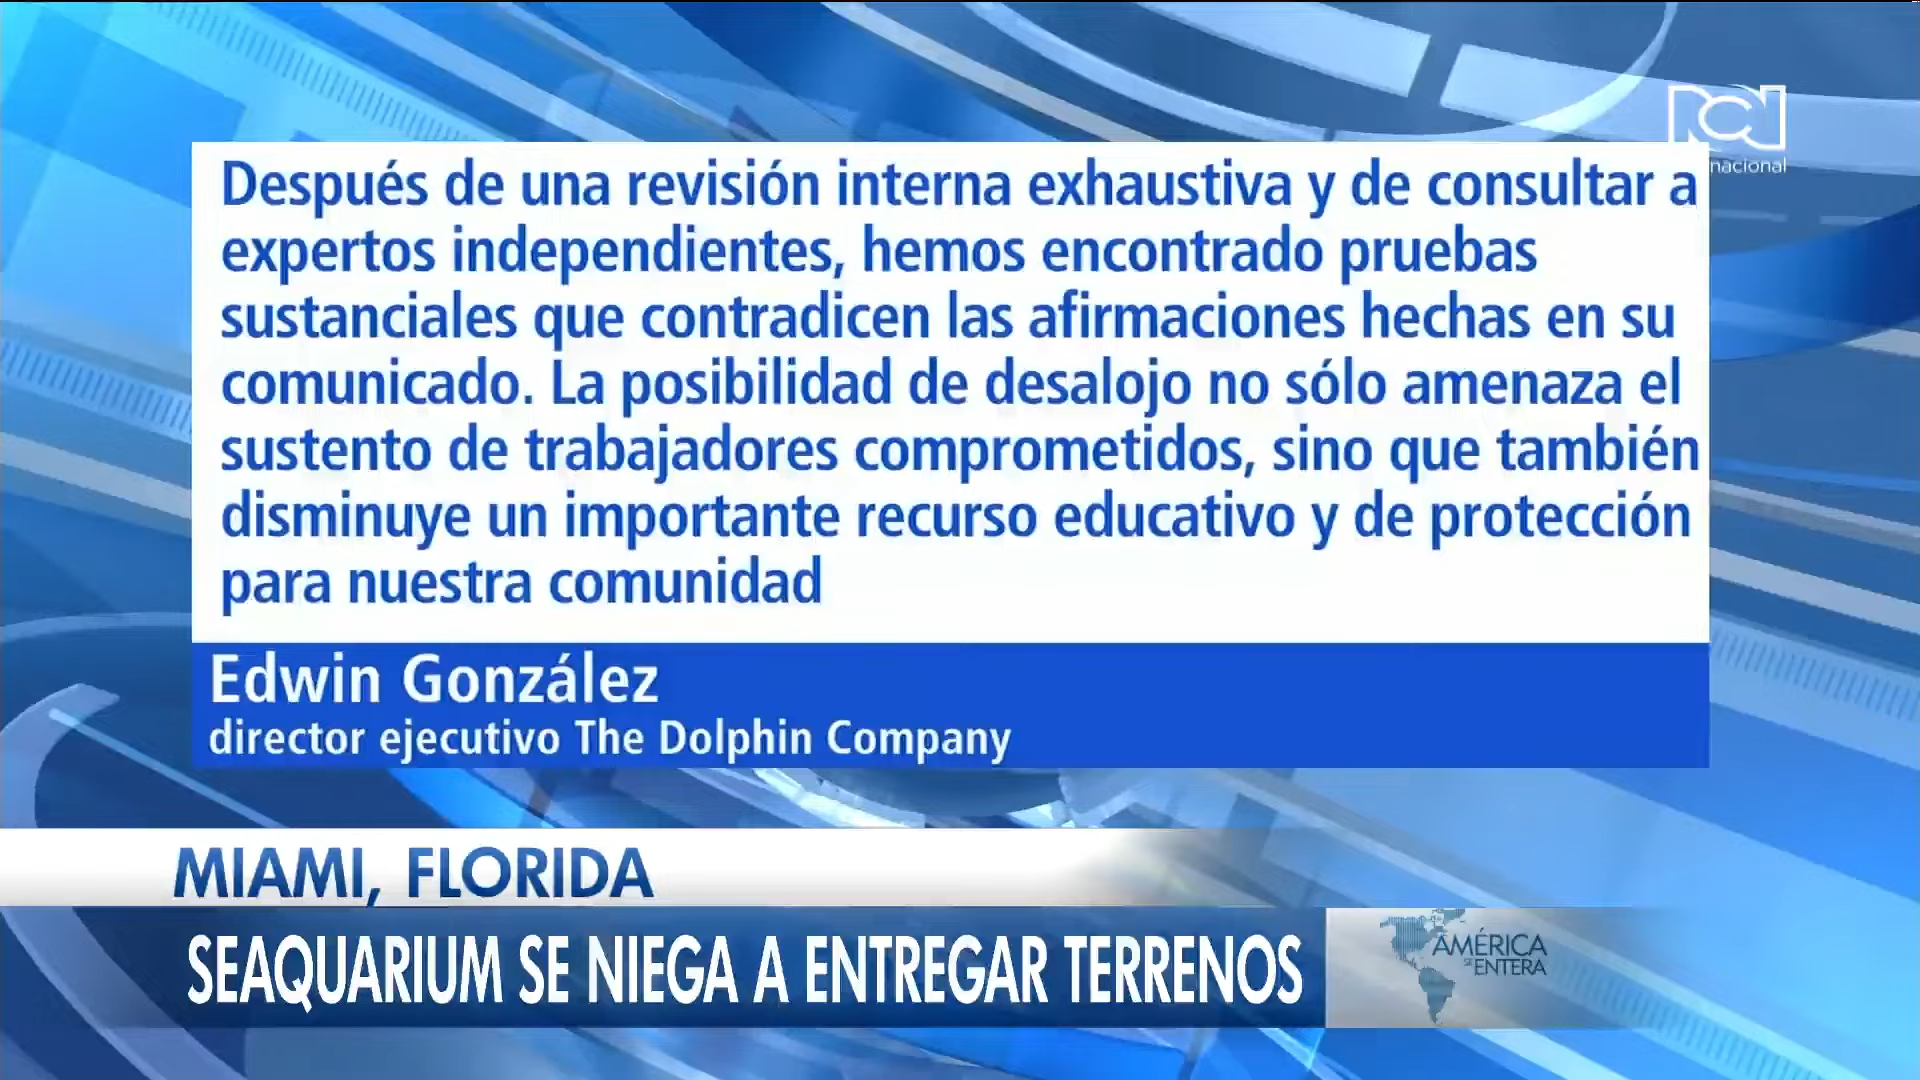 RCN
nacional
Después de una revisión interna exhaustiva y de consultar a
expertos independientes, hemos encontrado pruebas
sustanciales que contradicen las afirmaciones hechas en su
comunicado. La posibilidad de desalojo no sólo amenaza el
sustento de trabajadores comprometidos, sino que también
disminuye un importante recurso educativo y de protección
para nuestra comunidad
Edwin González
director ejecutivo The Dolphin Company
MIAMI, FLORIDA
SEAQUARIUM SE NIEGA A ENTREGAR TERRENOS
AMÉRICA
SE ENTERA